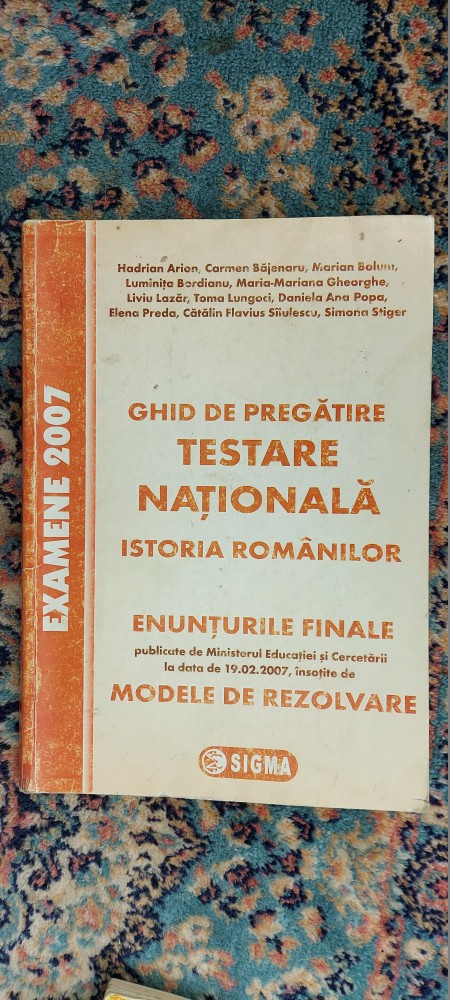 Hadrian Arion, Carmen Băjenaru, Marian Bolum,
Luminița Bordianu, Maria-Mariana Gheorghe,
Liviu Lazăr, Toma Lungoci, Daniela Ana Popa,
Elena Preda, Cătălin Flavius Sîiulescu, Simona Stiger
EXAMENE 2007
GHID DE PREGĂTIRE
TESTARE
NAȚIONALĂ
ISTORIA ROMÂNILOR
ENUNȚURILE FINALE
publicate de Ministerul Educației și Cercetării
la data de 19.02.2007, însoțite de
MODELE DE REZOLVARE
SIGMA